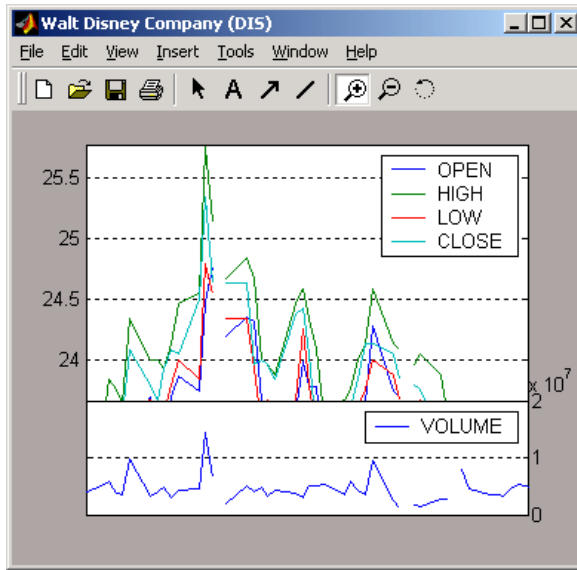 Walt Disney Company (DIS)
File Edit View Insert Tools Window Help
A
25.5
25
24.5
24
OPEN
HIGH
LOW
CLOSE
x 10^7
2
1
0
VOLUME